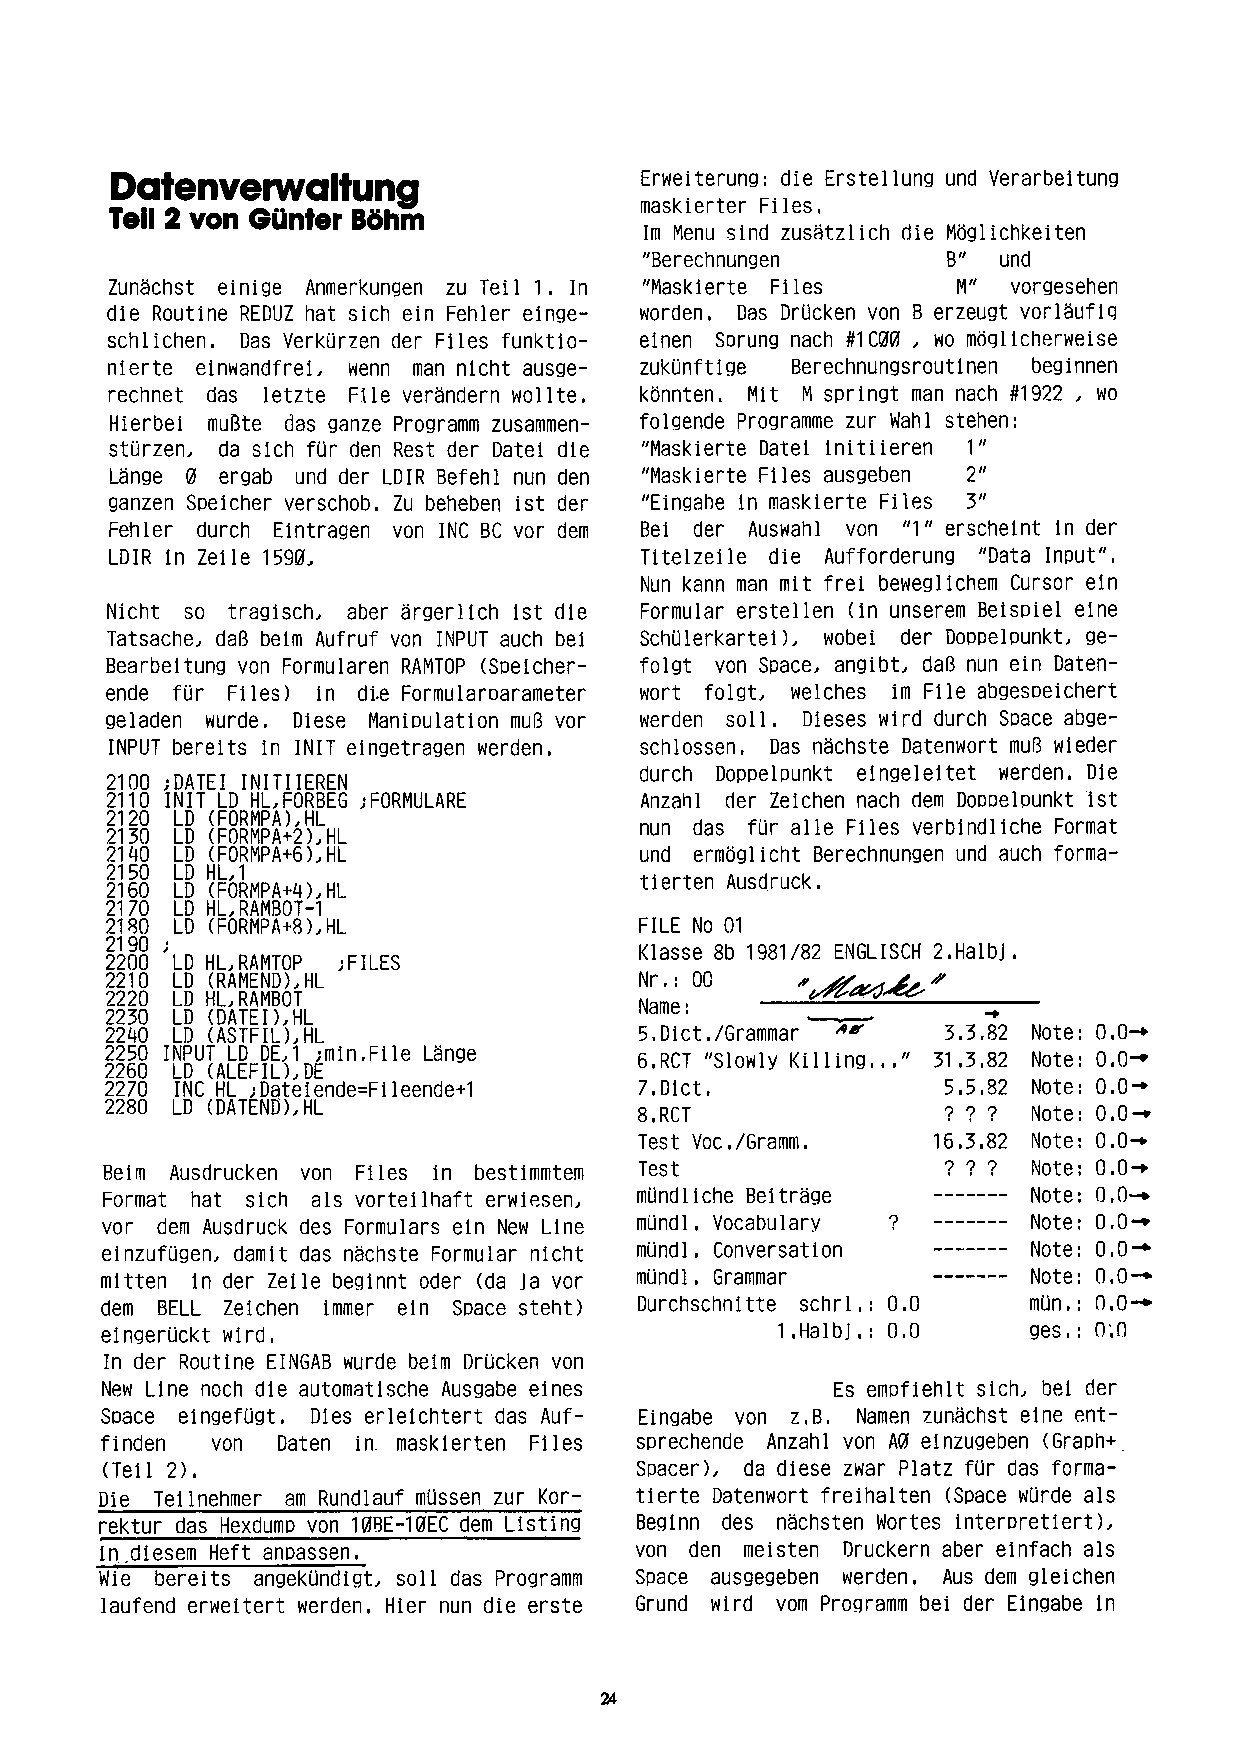 Datenverwaltung
Teil 2 von Günter Böhm
Zunächst einige Anmerkungen zu Teil 1. In
die Routine REDUZ hat sich ein Fehler einge-
schlichen. Das Verkürzen der Files funktio-
nierte einwandfrei, wenn man nicht ausge-
rechnet das letzte File verändern wollte.
Hierbei mußte das ganze Programm zusammen-
stürzen, da sich für den Rest der Datei die
Länge Ø ergab und der LDIR Befehl nun den
ganzen Speicher verschob. Zu beheben ist der
Fehler durch Eintragen von INC BC vor dem
LDIR in Zeile 159Ø.
Nicht so tragisch, aber ärgerlich ist die
Tatsache, daß beim Aufruf von INPUT auch bei
Bearbeitung von Formularen RAMTOP (Speicher-
ende für Files) in die Formularparameter
geladen wurde. Diese Manipulation muß vor
INPUT bereits in INIT eingetragen werden.
2100 ;DATEI INITIIEREN
2110 INIT LD HL,FORBEG ;FORMULARE
2120 LD (FORMPA),HL
2130 LD (FORMPA+2),HL
2140 LD (FORMPA+6),HL
2150 LD HL,1
2160 LD (FORMPA+4),HL
2170 LD HL,RAMBOT-1
2180 LD (FORMPA+8),HL
2190 ;
2200 LD HL,RAMTOP ;FILES
2210 LD (RAMEND),HL
2220 LD HL,RAMBOT
2230 LD (DATEI),HL
2240 LD (ASTFIL),HL
2250 INPUT LD DE,1 ;min.File Länge
2260 LD (ALEFIL),DE
2270 INC HL ;Dateiende=Fileende+1
2280 LD (DATEND),HL
Beim Ausdrucken von Files in bestimmtem
Format hat sich als vorteilhaft erwiesen,
vor dem Ausdruck des Formulars ein New Line
einzufügen, damit das nächste Formular nicht
mitten in der Zeile beginnt oder (da ja vor
dem BELL Zeichen immer ein Space steht)
eingerückt wird.
In der Routine EINGAB wurde beim Drücken von
New Line noch die automatische Ausgabe eines
Space eingefügt. Dies erleichtert das Auf-
finden von Daten in maskierten Files
(Teil 2).
Die Teilnehmer am Rundlauf müssen zur Kor-
rektur das Hexdump von 1ØBE-1ØEC dem Listing
in diesem Heft anpassen.
Wie bereits angekündigt, soll das Programm
laufend erweitert werden. Hier nun die erste
Erweiterung: die Erstellung und Verarbeitung
maskierter Files.
Im Menu sind zusätzlich die Möglichkeiten
"Berechnungen B" und
"Maskierte Files M" vorgesehen
worden. Das Drücken von B erzeugt vorläufig
einen Sprung nach #1CØØ , wo möglicherweise
zukünftige Berechnungsroutinen beginnen
könnten. Mit M springt man nach #1922 , wo
folgende Programme zur Wahl stehen:
"Maskierte Datei initiieren 1"
"Maskierte Files ausgeben 2"
"Eingabe in maskierte Files 3"
Bei der Auswahl von "1" erscheint in der
Titelzeile die Aufforderung "Data Input".
Nun kann man mit frei beweglichem Cursor ein
Formular erstellen (in unserem Beispiel eine
Schülerkartei), wobei der Doppelpunkt, ge-
folgt von Space, angibt, daß nun ein Daten-
wort folgt, welches im File abgespeichert
werden soll. Dieses wird durch Space abge-
schlossen. Das nächste Datenwort muß wieder
durch Doppelpunkt eingeleitet werden. Die
Anzahl der Zeichen nach dem Doppelpunkt ist
nun das für alle Files verbindliche Format
und ermöglicht Berechnungen und auch forma-
tierten Ausdruck.
FILE No 01
Klasse 8b 1981/82 ENGLISCH 2.Halbj.
Nr.: 00 "Maske"
Name:
5.Dict./Grammar AØ 3.3.82 Note: 0.0→
6.RCT "Slowly Killing..." 31.3.82 Note: 0.0→
7.Dict. 5.5.82 Note: 0.0→
8.RCT ? ? ? Note: 0.0→
Test Voc./Gramm. 16.3.82 Note: 0.0→
Test ? ? ? Note: 0.0→
mündliche Beiträge ------- Note: 0.0→
mündl. Vocabulary ? ------- Note: 0.0→
mündl. Conversation ------- Note: 0.0→
mündl. Grammar ------- Note: 0.0→
Durchschnitte schrl.: 0.0 mün.: 0.0→
1.Halbj.: 0.0 ges.: 0.0
Es empfiehlt sich, bei der
Eingabe von z.B. Namen zunächst eine ent-
sprechende Anzahl von AØ einzugeben (Graph+
Spacer), da diese zwar Platz für das forma-
tierte Datenwort freihalten (Space würde als
Beginn des nächsten Wortes interpretiert),
von den meisten Druckern aber einfach als
Space ausgegeben werden. Aus dem gleichen
Grund wird vom Programm bei der Eingabe in
24